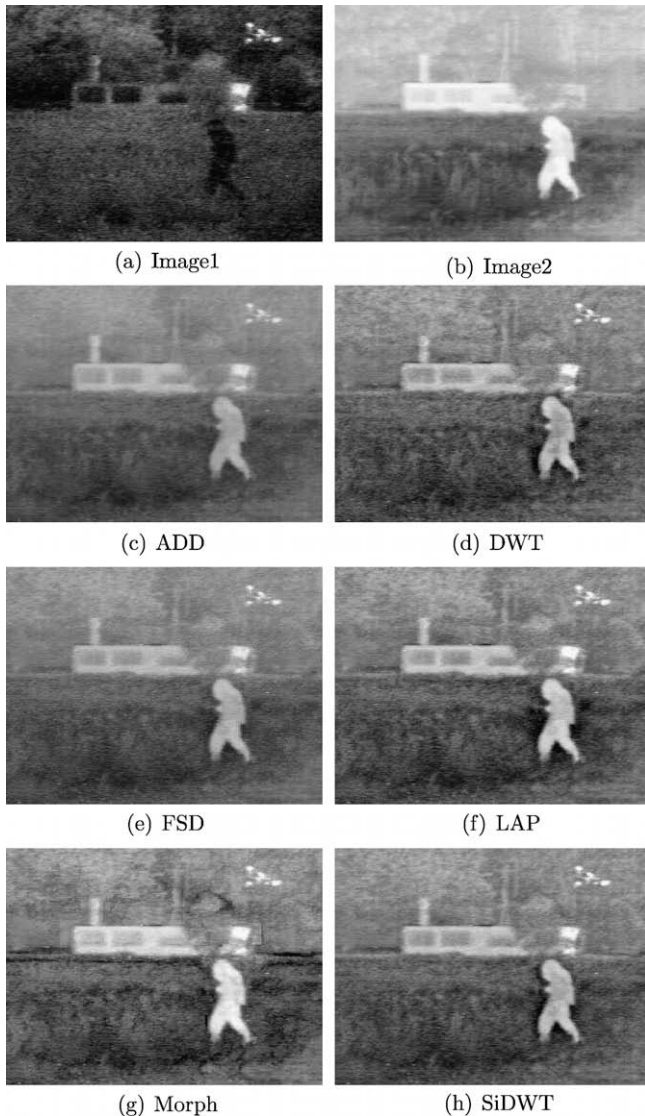 (a) Image1
(b) Image2
(c) ADD
(d) DWT
(e) FSD
(f) LAP
(g) Morph
(h) SiDWT